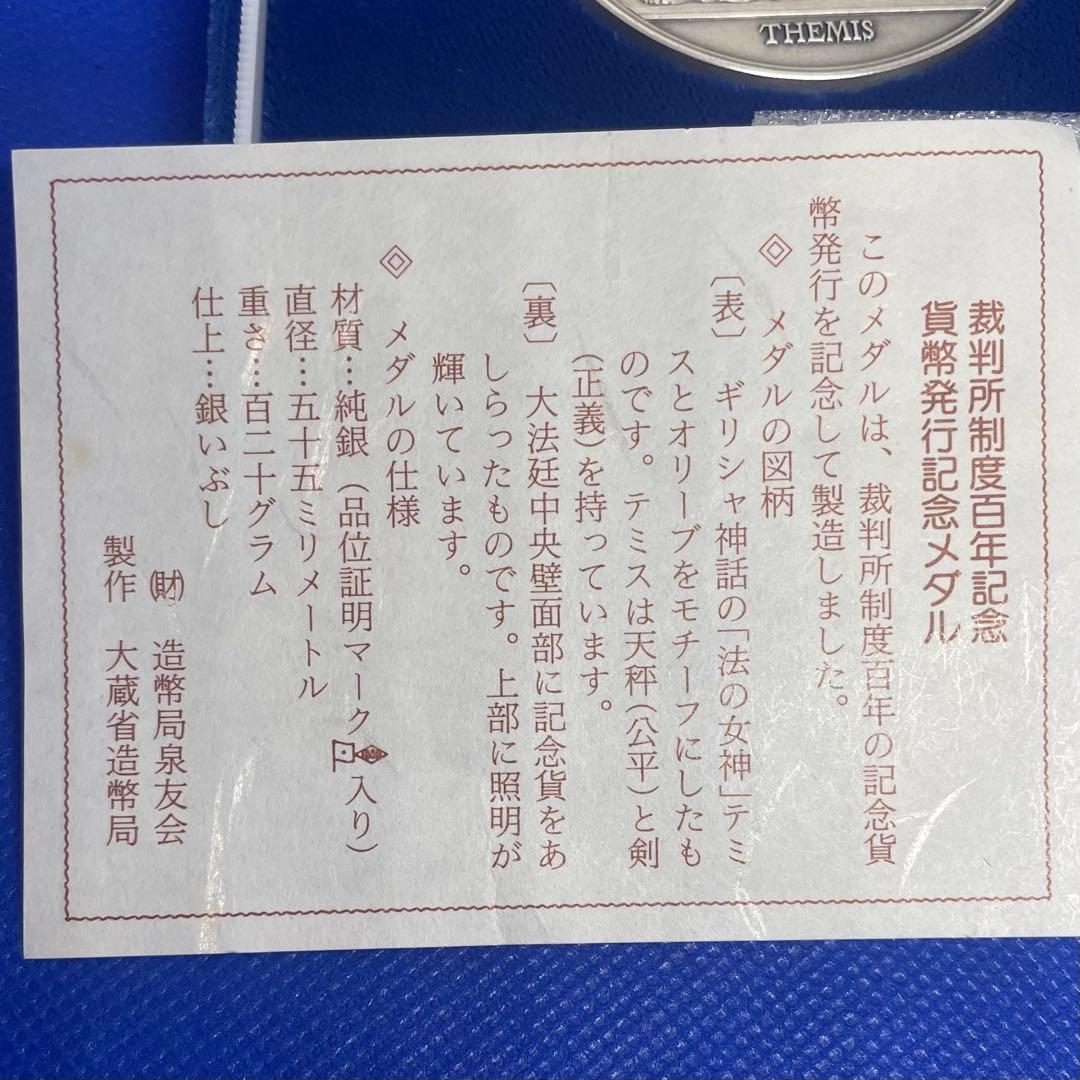 THEMIS
裁判所制度百年記念
貨幣発行記念メダル
このメダルは、裁判所制度百年の記念貨
幣発行を記念して製造しました。
◈ メダルの図柄
〔表〕 ギリシャ神話の「法の女神」テミ
スとオリーブをモチーフにしたも
のです。テミスは天秤(公平)と剣
(正義)を持っています。
〔裏〕 大法廷中央壁面部に記念貨をあ
しらったものです。上部に照明が
輝いています。
◈ メダルの仕様
材質…純銀(品位証明マーク入り)
直径…五十五ミリメートル
重さ…百二十グラム
仕上…銀いぶし
㈶ 造幣局泉友会
製作 大蔵省造幣局